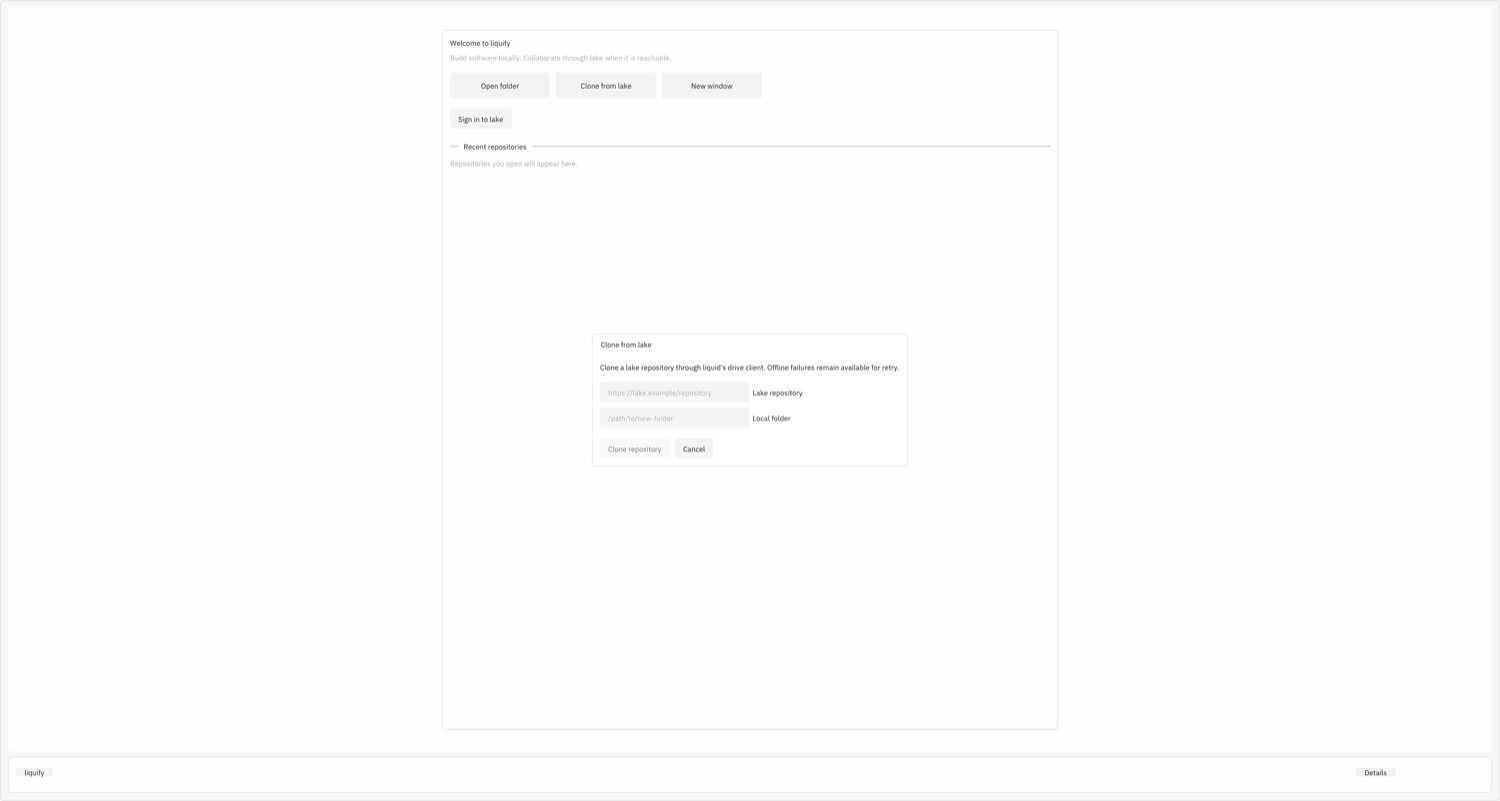 Welcome to liquify
Build software locally. Collaborate through lake when it is reachable.
Open folder
Clone from lake
New window
Sign in to lake
Recent repositories
Repositories you open will appear here.
Clone from lake
Clone a lake repository through liquid's drive client. Offline failures remain available for retry.
https://lake.example/repository Lake repository
/path/to/new-folder Local folder
Clone repository
Cancel
liquify
Details